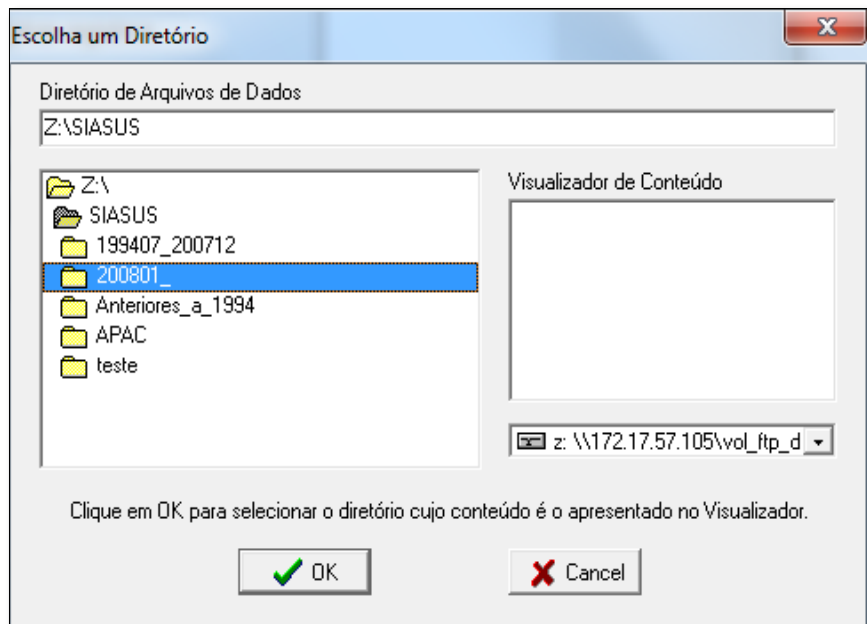 Escolha um Diretório
Diretório de Arquivos de Dados
Z:\SIASUS
Z:\
SIASUS
199407_200712
200801_
Anteriores_a_1994
APAC
teste
Visualizador de Conteúdo
z: \\172.17.57.105\vol_ftp_d
Clique em OK para selecionar o diretório cujo conteúdo é o apresentado no Visualizador.
OK
Cancel